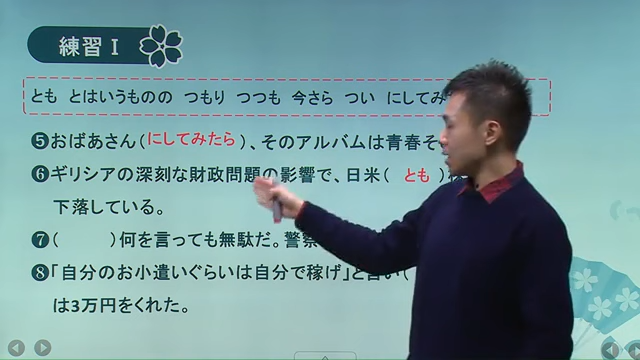 練習Ⅰ
とも とはいうものの つもり つつも 今さら つい にしてみ
❺おばあさん(にしてみたら)、そのアルバムは青春そ
❻ギリシアの深刻な財政問題の影響で、日米(とも)
下落している。
❼( )何を言っても無駄だ。警察
❽「自分のお小遣いぐらいは自分で稼げ」と言い(
は3万円をくれた。